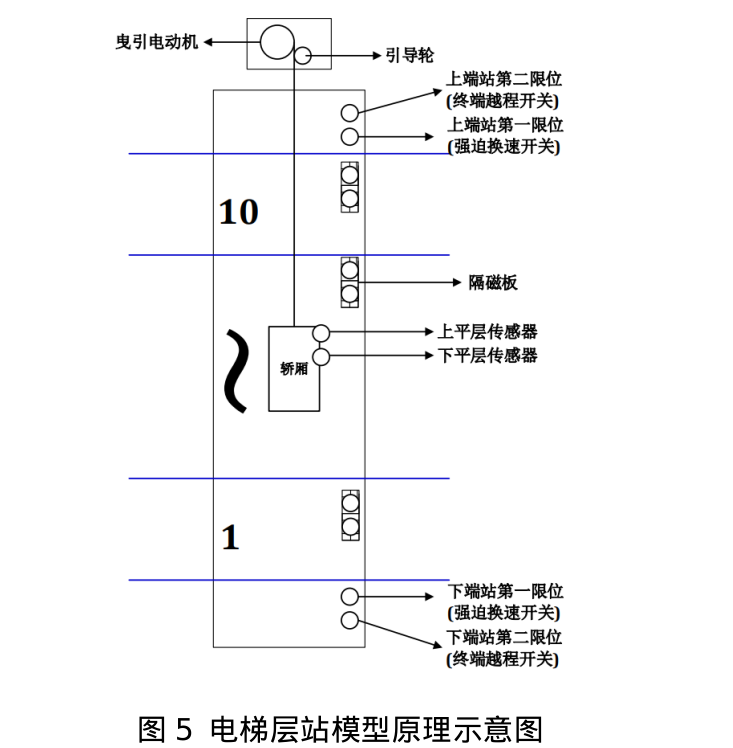 曳引电动机
引导轮
上端站第二限位
(终端越程开关)
上端站第一限位
(强迫换速开关)
10
隔磁板
上平层传感器
下平层传感器
轿厢
1
下端站第一限位
(强迫换速开关)
下端站第二限位
(终端越程开关)
图 5 电梯层站模型原理示意图